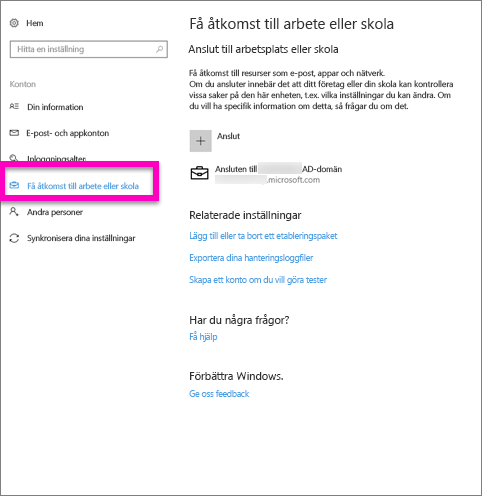 Hem
Hitta en inställning
Konton
Din information
E-post- och appkonton
Inloggningsalter
Få åtkomst till arbete eller skola
Andra personer
Synkronisera dina inställningar
Få åtkomst till arbete eller skola
Anslut till arbetsplats eller skola
Få åtkomst till resurser som e-post, appar och nätverk.
Om du ansluter innebär det att ditt företag eller din skola kan kontrollera
vissa saker på den här enheten, t.ex. vilka inställningar du kan ändra. Om
du vill ha specifik information om detta, så frågar du om det.
Anslut
Ansluten till AD-domän
.microsoft.com
Relaterade inställningar
Lägg till eller ta bort ett etableringspaket
Exportera dina hanteringsloggfiler
Skapa ett konto om du vill göra tester
Har du några frågor?
Få hjälp
Förbättra Windows.
Ge oss feedback